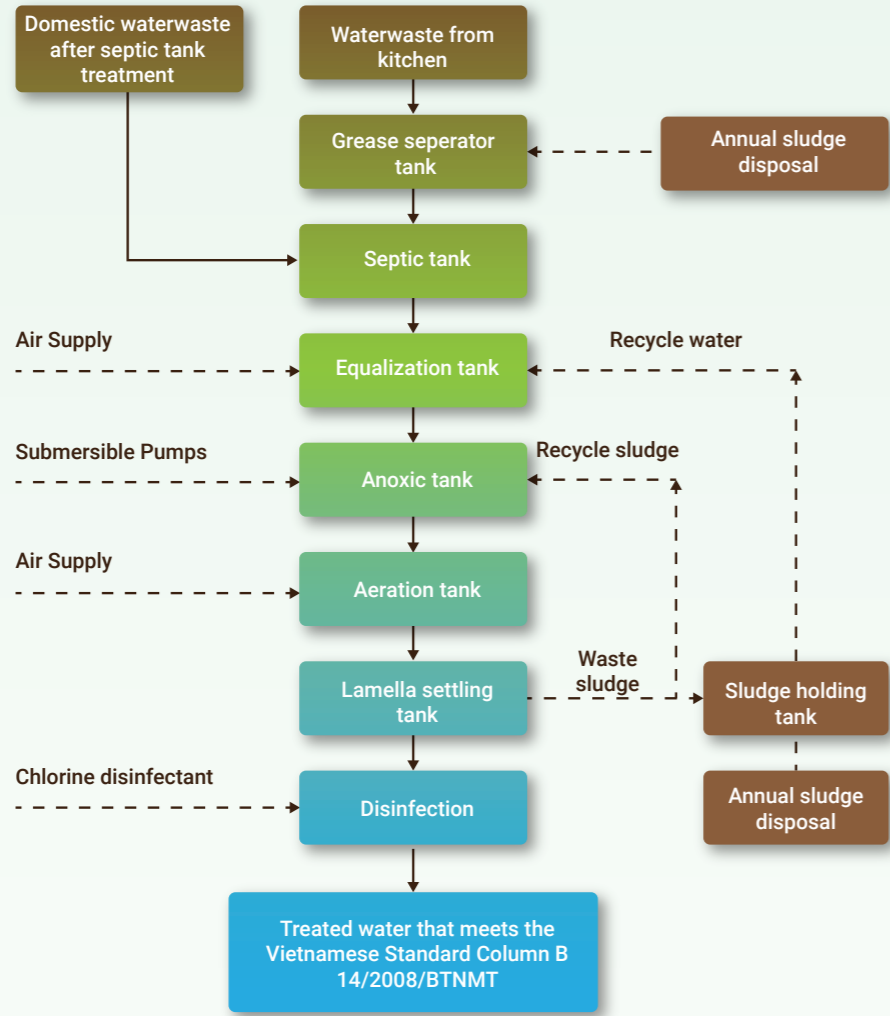 Domestic waterwaste
after septic tank
treatment
Waterwaste from
kitchen
Grease seperator
tank
Annual sludge
disposal
Septic tank
Air Supply
Equalization tank
Recycle water
Submersible Pumps
Anoxic tank
Recycle sludge
Air Supply
Aeration tank
Lamella settling
tank
Waste
sludge
Sludge holding
tank
Chlorine disinfectant
Disinfection
Annual sludge
disposal
Treated water that meets the
Vietnamese Standard Column B
14/2008/BTNMT